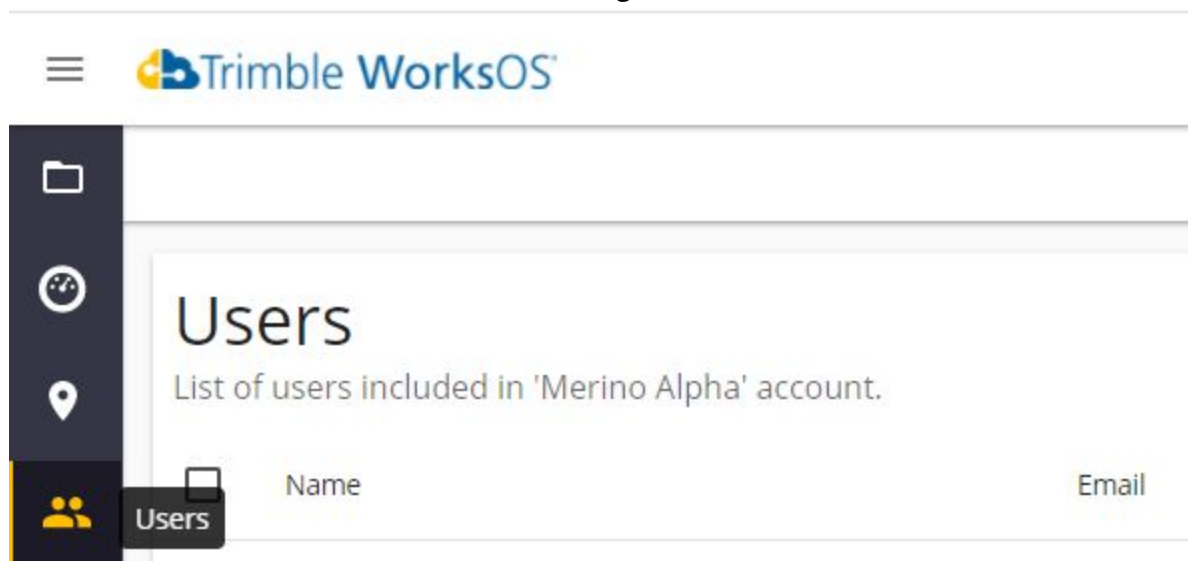 Trimble WorksOS
Users
List of users included in 'Merino Alpha' account.
Name Email
Users